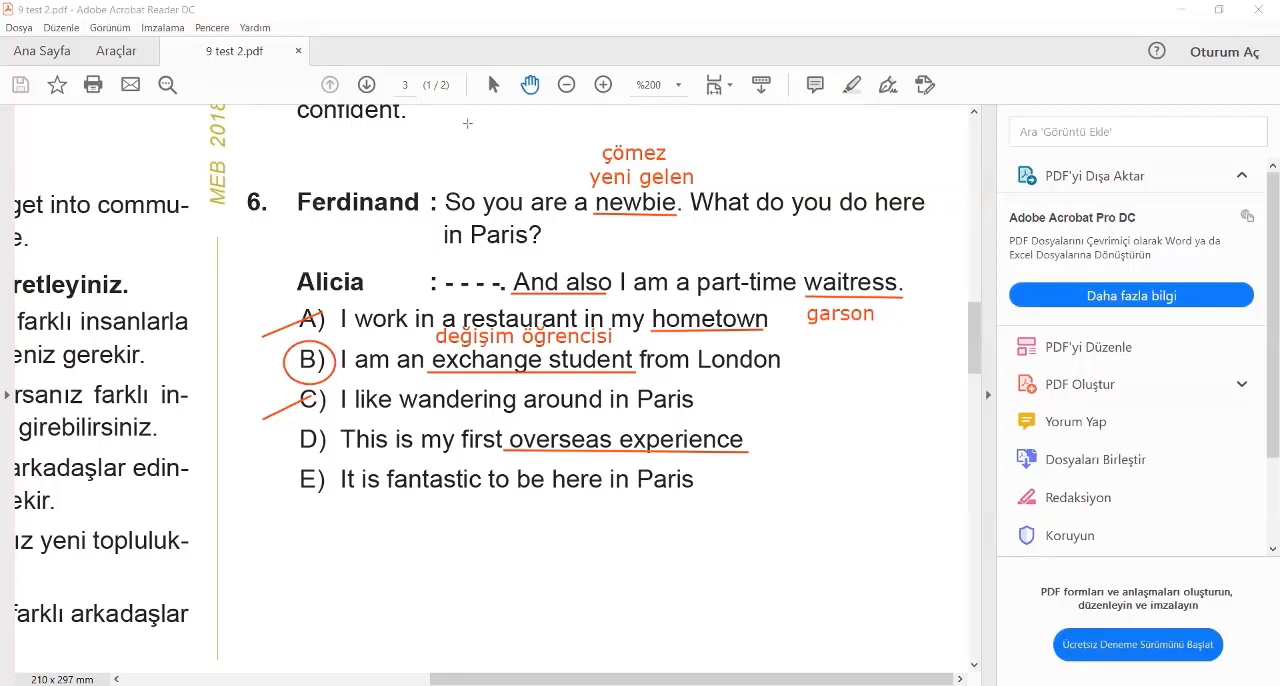 9 test 2.pdf - Adobe Acrobat Reader DC
Dosya Düzenle Görünüm İmzalama Pencere Yardım
Ana Sayfa Araçlar 9 test 2.pdf × Oturum Aç
3 (1 / 2) %200
confident.
MEB 2018
get into commu-
e.
retleyiniz.
farklı insanlarla
eniz gerekir.
rsanız farklı in-
girebilirsiniz.
arkadaşlar edin-
ekir.
ız yeni topluluk-
farklı arkadaşlar
çömez
yeni gelen
6. Ferdinand : So you are a newbie. What do you do here
in Paris?
Alicia : - - - -. And also I am a part-time waitress.
garson
A) I work in a restaurant in my hometown
değişim öğrencisi
B) I am an exchange student from London
C) I like wandering around in Paris
D) This is my first overseas experience
E) It is fantastic to be here in Paris
Ara 'Görüntü Ekle'
PDF'yi Dışa Aktar
Adobe Acrobat Pro DC
PDF Dosyalarını Çevrimiçi olarak Word ya da
Excel Dosyalarına Dönüştürün
Daha fazla bilgi
PDF'yi Düzenle
PDF Oluştur
Yorum Yap
Dosyaları Birleştir
Redaksiyon
Koruyun
PDF formları ve anlaşmaları oluşturun,
düzenleyin ve imzalayın
Ücretsiz Deneme Sürümünü Başlat
210 x 297 mm